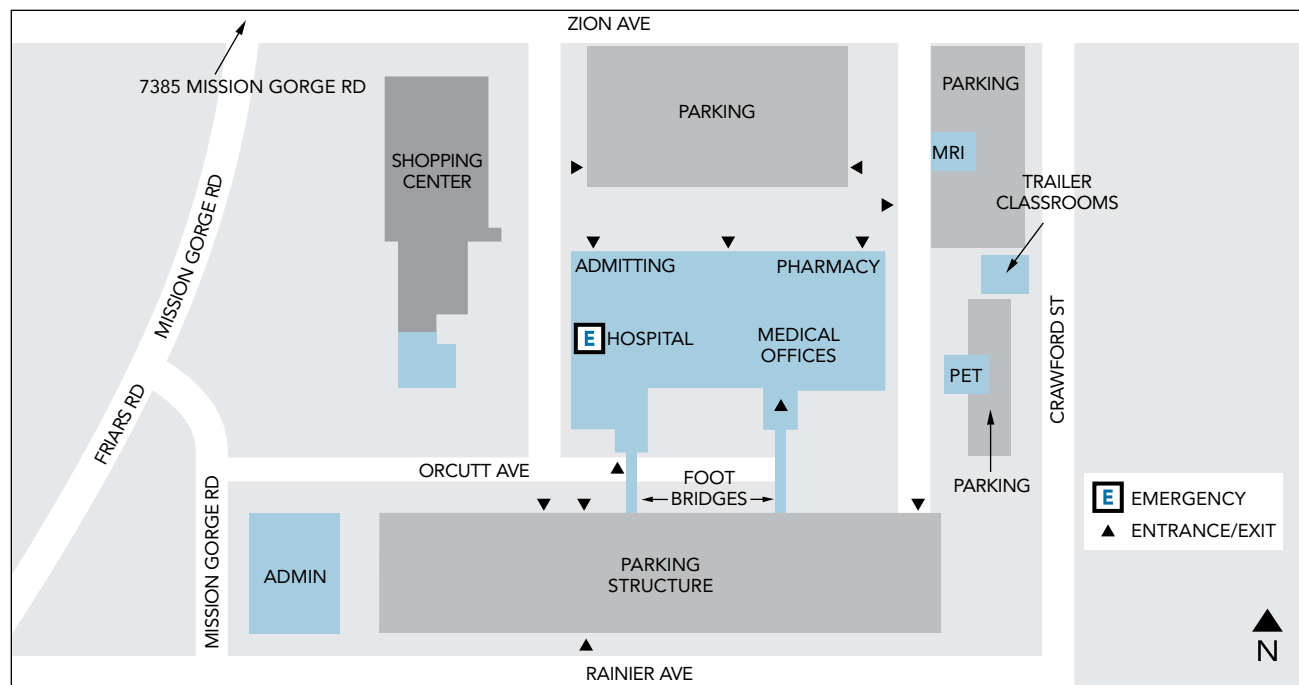 ZION AVE
7385 MISSION GORGE RD
PARKING
PARKING
MRI
SHOPPING
CENTER
TRAILER
CLASSROOMS
MISSION GORGE RD
ADMITTING
PHARMACY
E
HOSPITAL
MEDICAL
OFFICES
PET
CRAWFORD ST
FRIARS RD
ORCUTT AVE
FOOT
BRIDGES
PARKING
E
EMERGENCY
ENTRANCE/EXIT
MISSION GORGE RD
ADMIN
PARKING
STRUCTURE
N
RAINIER AVE